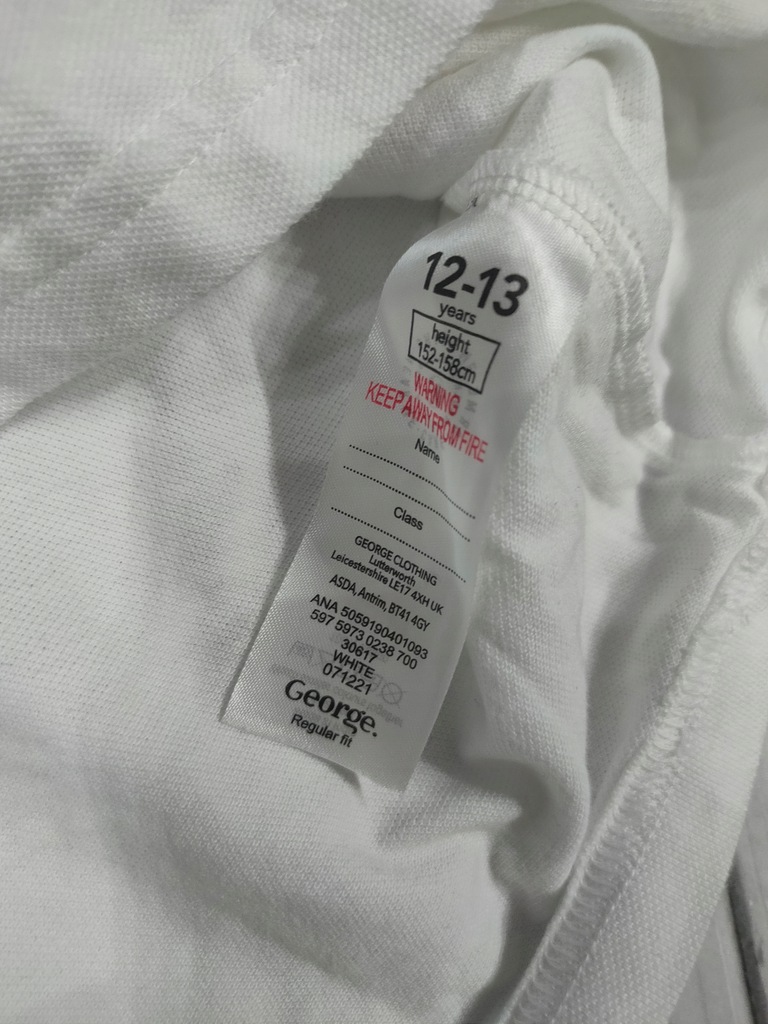 12-13
years
height
152-158cm
WARNING
KEEP AWAY FROM FIRE
Name
Class
GEORGE CLOTHING
Lutterworth
Leicestershire LE17 4XH UK
ASDA, Antrim, BT41 4GY
ANA 5059190401093
597 5973 0238 700
30617
WHITE
071221
George.
Regular fit